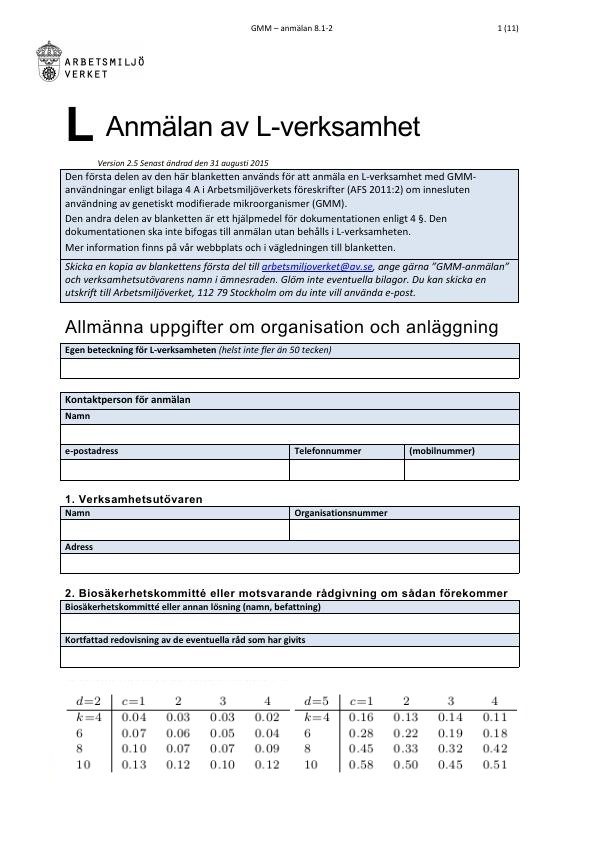 GMM – anmälan 8.1-2 1 (11)
ARBETSMILJÖ
VERKET
L Anmälan av L-verksamhet
Version 2.5 Senast ändrad den 31 augusti 2015
Den första delen av den här blanketten används för att anmäla en L-verksamhet med GMM-
användningar enligt bilaga 4 A i Arbetsmiljöverkets föreskrifter (AFS 2011:2) om innesluten
användning av genetiskt modifierade mikroorganismer (GMM).
Den andra delen av blanketten är ett hjälpmedel för dokumentationen enligt 4 §. Den
dokumentationen ska inte bifogas till anmälan utan behålls i L-verksamheten.
Mer information finns på vår webbplats och i vägledningen till blanketten.
Skicka en kopia av blankettens första del till arbetsmiljoverket@av.se, ange gärna ”GMM-anmälan”
och verksamhetsutövarens namn i ämnesraden. Glöm inte eventuella bilagor. Du kan skicka en
utskrift till Arbetsmiljöverket, 112 79 Stockholm om du inte vill använda e-post.
Allmänna uppgifter om organisation och anläggning
Egen beteckning för L-verksamheten (helst inte fler än 50 tecken)
Kontaktperson för anmälan
Namn
e-postadress Telefonnummer (mobilnummer)
1. Verksamhetsutövaren
Namn Organisationsnummer
Adress
2. Biosäkerhetskommitté eller motsvarande rådgivning om sådan förekommer
Biosäkerhetskommitté eller annan lösning (namn, befattning)
Kortfattad redovisning av de eventuella råd som har givits
d=2 c=1 2 3 4 d=5 c=1 2 3 4
k=4 0.04 0.03 0.03 0.02 k=4 0.16 0.13 0.14 0.11
6 0.07 0.06 0.05 0.04 6 0.28 0.22 0.19 0.18
8 0.10 0.07 0.07 0.09 8 0.45 0.33 0.32 0.42
10 0.13 0.12 0.10 0.12 10 0.58 0.50 0.45 0.51